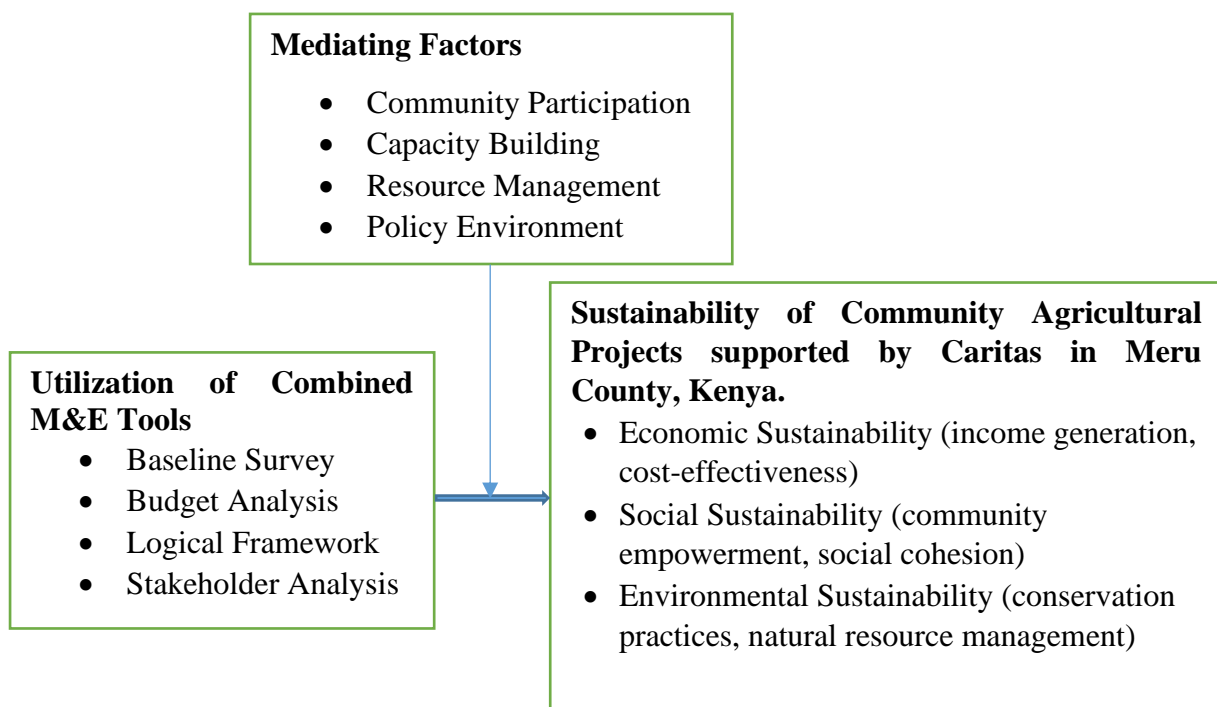 Mediating Factors
• Community Participation
• Capacity Building
• Resource Management
• Policy Environment
Utilization of Combined
M&E Tools
• Baseline Survey
• Budget Analysis
• Logical Framework
• Stakeholder Analysis
Sustainability of Community Agricultural
Projects supported by Caritas in Meru
County, Kenya.
• Economic Sustainability (income generation,
cost-effectiveness)
• Social Sustainability (community
empowerment, social cohesion)
• Environmental Sustainability (conservation
practices, natural resource management)